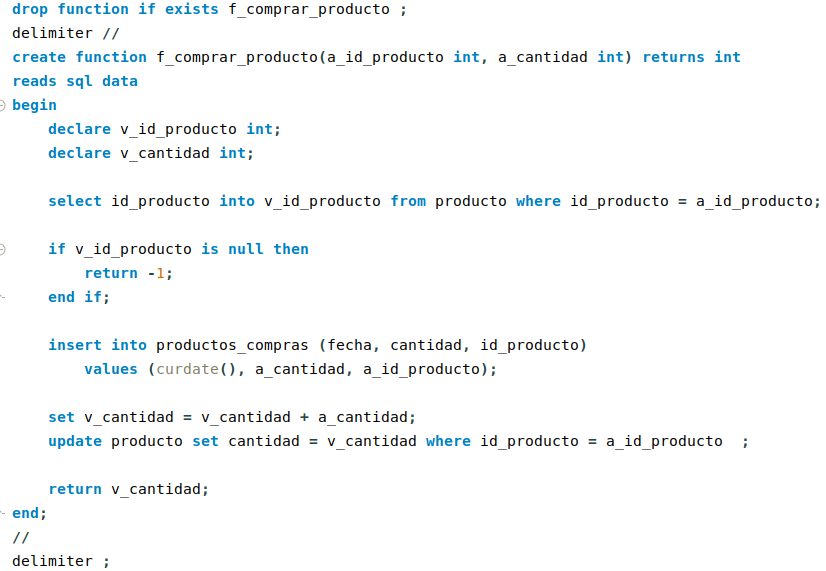 drop function if exists f_comprar_producto ;
delimiter //
create function f_comprar_producto(a_id_producto int, a_cantidad int) returns int
reads sql data
begin
    declare v_id_producto int;
    declare v_cantidad int;

    select id_producto into v_id_producto from producto where id_producto = a_id_producto;

    if v_id_producto is null then
        return -1;
    end if;

    insert into productos_compras (fecha, cantidad, id_producto)
        values (curdate(), a_cantidad, a_id_producto);

    set v_cantidad = v_cantidad + a_cantidad;
    update producto set cantidad = v_cantidad where id_producto = a_id_producto  ;

    return v_cantidad;
end;
//
delimiter ;